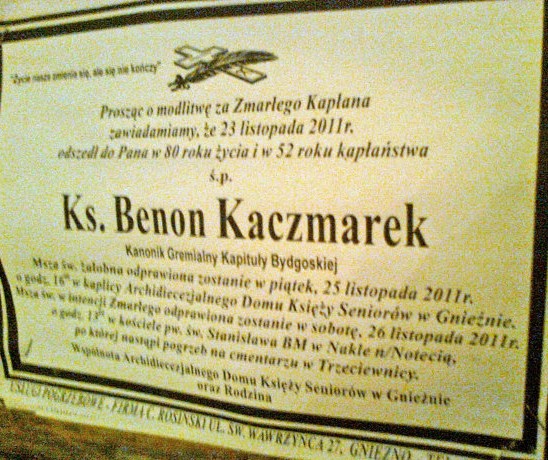 "Życie nasze zmienia się, ale się nie kończy"
Prosząc o modlitwę za Zmarłego Kapłana
zawiadamiamy, że 23 listopada 2011r.
odszedł do Pana w 80 roku życia i w 52 roku kapłaństwa
ś.p.
Ks. Benon Kaczmarek
Kanonik Gremialny Kapituły Bydgoskiej
Msza św. żałobna odprawiona zostanie w piątek, 25 listopada 2011r.
o godz. 16 w kaplicy Archidiecezjalnego Domu Księży Seniorów w Gnieźnie.
Msza św. w intencji Zmarłego odprawiona zostanie w sobotę, 26 listopada 2011r.
o godz. 13 w kościele pw. św. Stanisława BM w Nakle n/Notecią,
po której nastąpi pogrzeb na cmentarzu w Trzeciewnicy.
Wspólnota Archidiecezjalnego Domu Księży Seniorów w Gnieźnie
oraz Rodzina
USŁUGI POGRZEBOWE - FIRMA C. ROSIŃSKI UL. ŚW. WAWRZYŃCA 27, GNIEZNO -